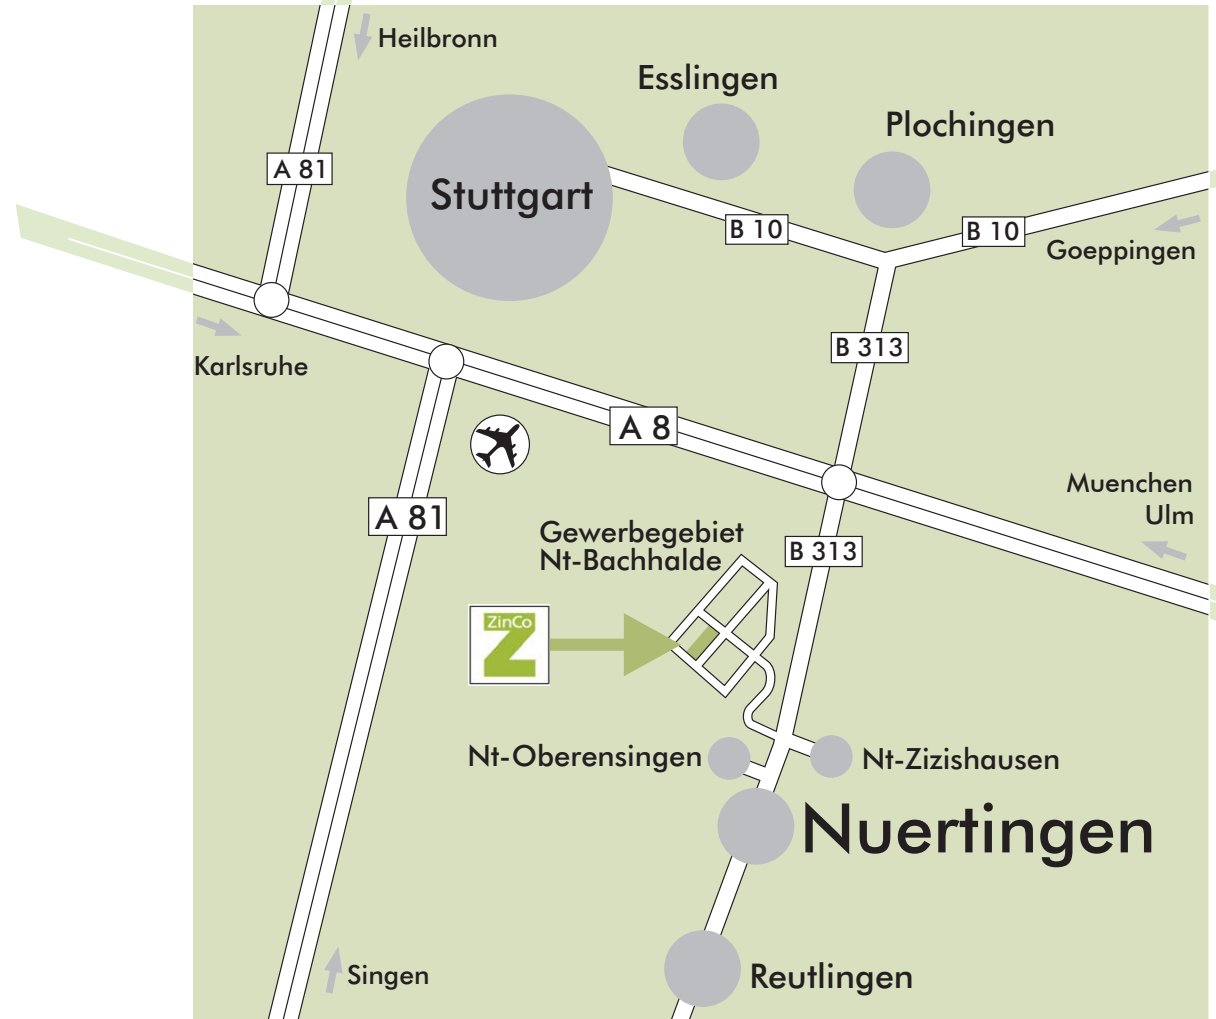 Heilbronn
Esslingen
Plochingen
A 81
Stuttgart
B 10
B 10
Goeppingen
B 313
Karlsruhe
A 8
Muenchen
Ulm
A 81
Gewerbegebiet
Nt-Bachhalde
B 313
ZinCo
Z
Nt-Oberensingen
Nt-Zizishausen
Nuertingen
Singen
Reutlingen